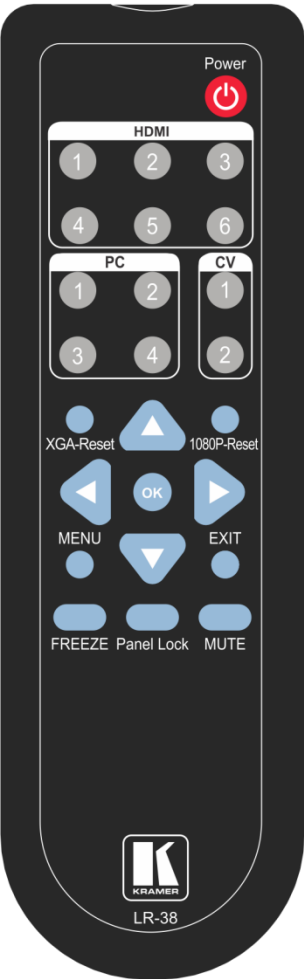 Power
HDMI
1 2 3
4 5 6
PC CV
1 2 1
3 4 2
XGA-Reset 1080P-Reset
OK
MENU EXIT
FREEZE Panel Lock MUTE
K
KRAMER
LR-38